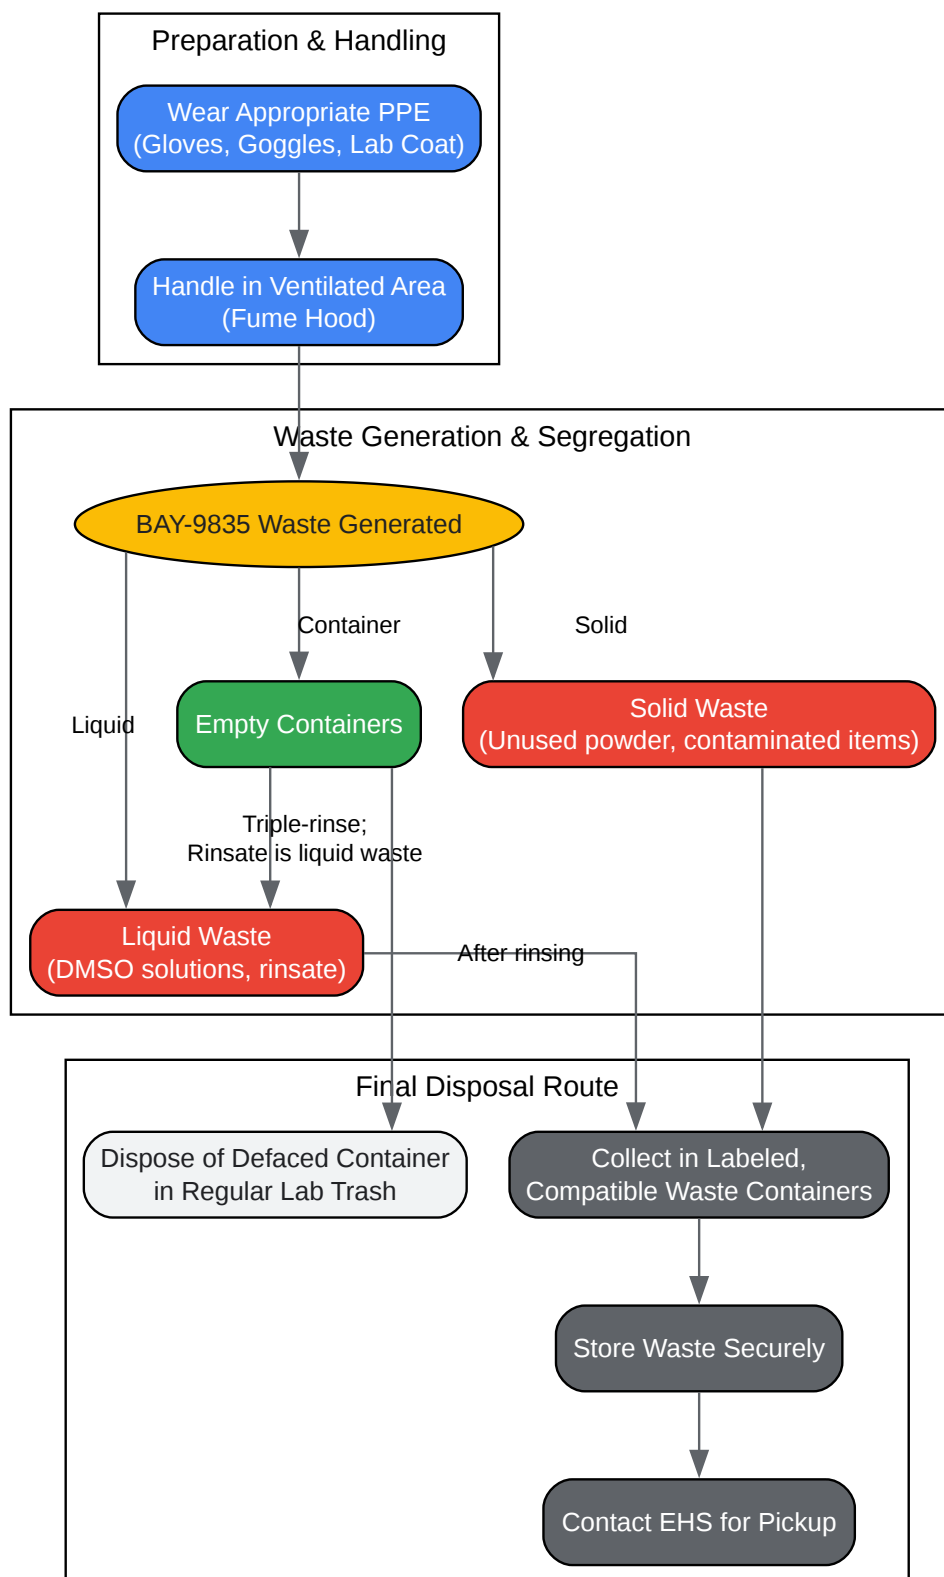 Preparation & Handling
Wear Appropriate PPE
(Gloves, Goggles, Lab Coat)
Handle in Ventilated Area
(Fume Hood)
Waste Generation & Segregation
BAY-9835 Waste Generated
Container
Solid
Liquid
Empty Containers
Solid Waste
(Unused powder, contaminated items)
Triple-rinse;
Rinsate is liquid waste
Liquid Waste
(DMSO solutions, rinsate)
After rinsing
Final Disposal Route
Dispose of Defaced Container
in Regular Lab Trash
Collect in Labeled,
Compatible Waste Containers
Store Waste Securely
Contact EHS for Pickup